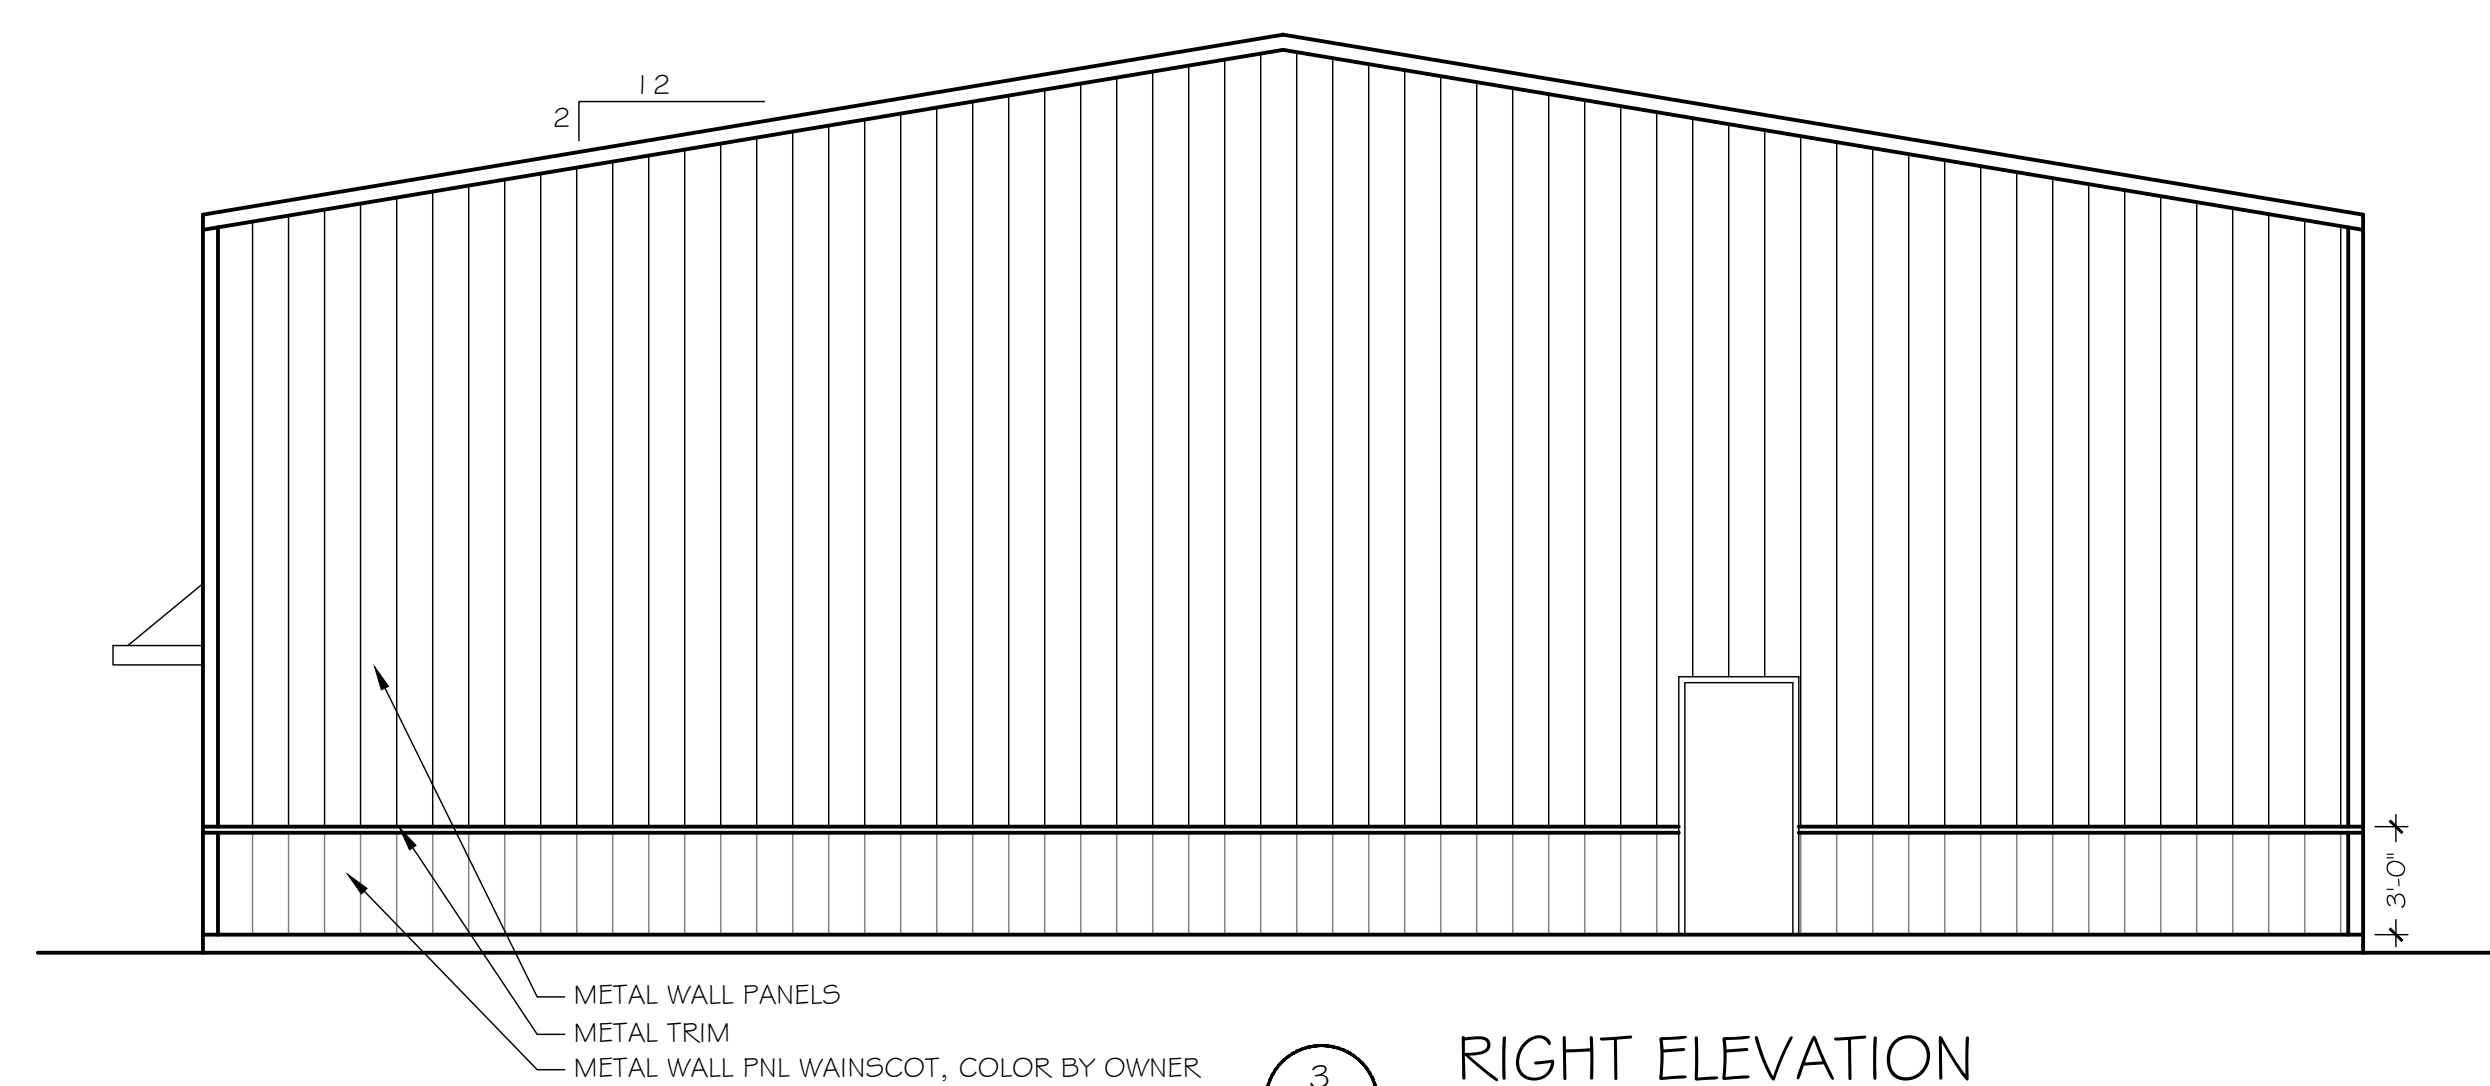 12
2
3'-0"
METAL WALL PANELS
METAL TRIM
METAL WALL PNL WAINSCOT, COLOR BY OWNER
3
RIGHT ELEVATION